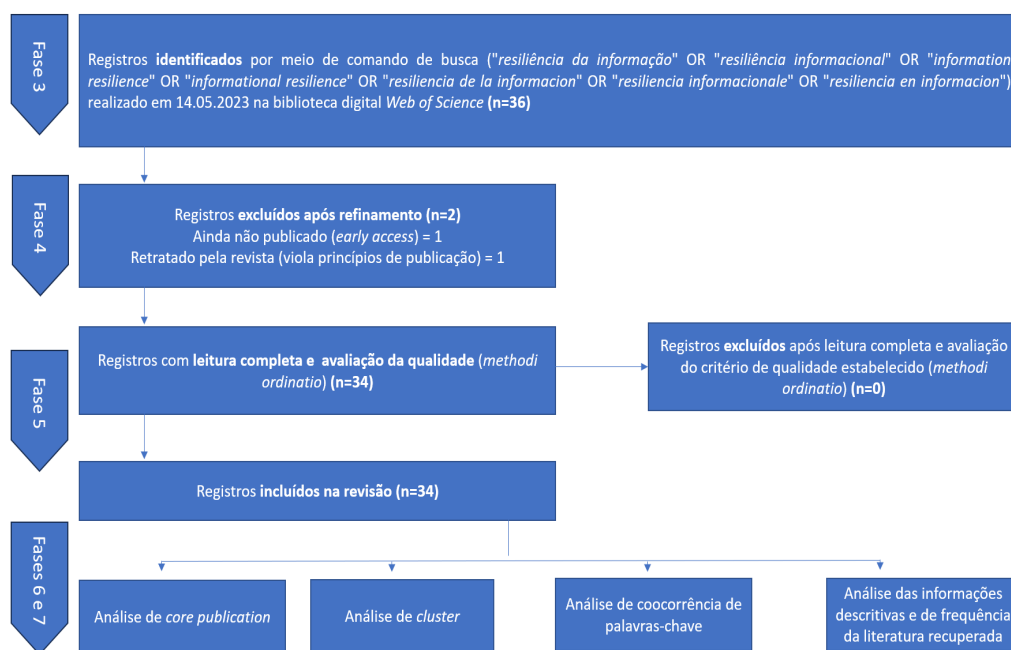 Fase 3
Registros identificados por meio de comando de busca ("resiliência da informação" OR "resiliência informacional" OR "information
resilience" OR "informational resilience" OR "resiliencia de la informacion" OR "resiliencia informacionale" OR "resiliencia en informacion")
realizado em 14.05.2023 na biblioteca digital Web of Science (n=36)
Fase 4
Registros excluídos após refinamento (n=2)
Ainda não publicado (early access) = 1
Retratado pela revista (viola princípios de publicação) = 1
Fase 5
Registros com leitura completa e avaliação da qualidade (methodi
ordinatio) (n=34)
Registros excluídos após leitura completa e avaliação
do critério de qualidade estabelecido (methodi
ordinatio) (n=0)
Registros incluídos na revisão (n=34)
Fases 6 e
7
Análise de core publication
Análise de cluster
Análise de coocorrência de
palavras-chave
Análise das informações
descritivas e de frequência
da literatura recuperada